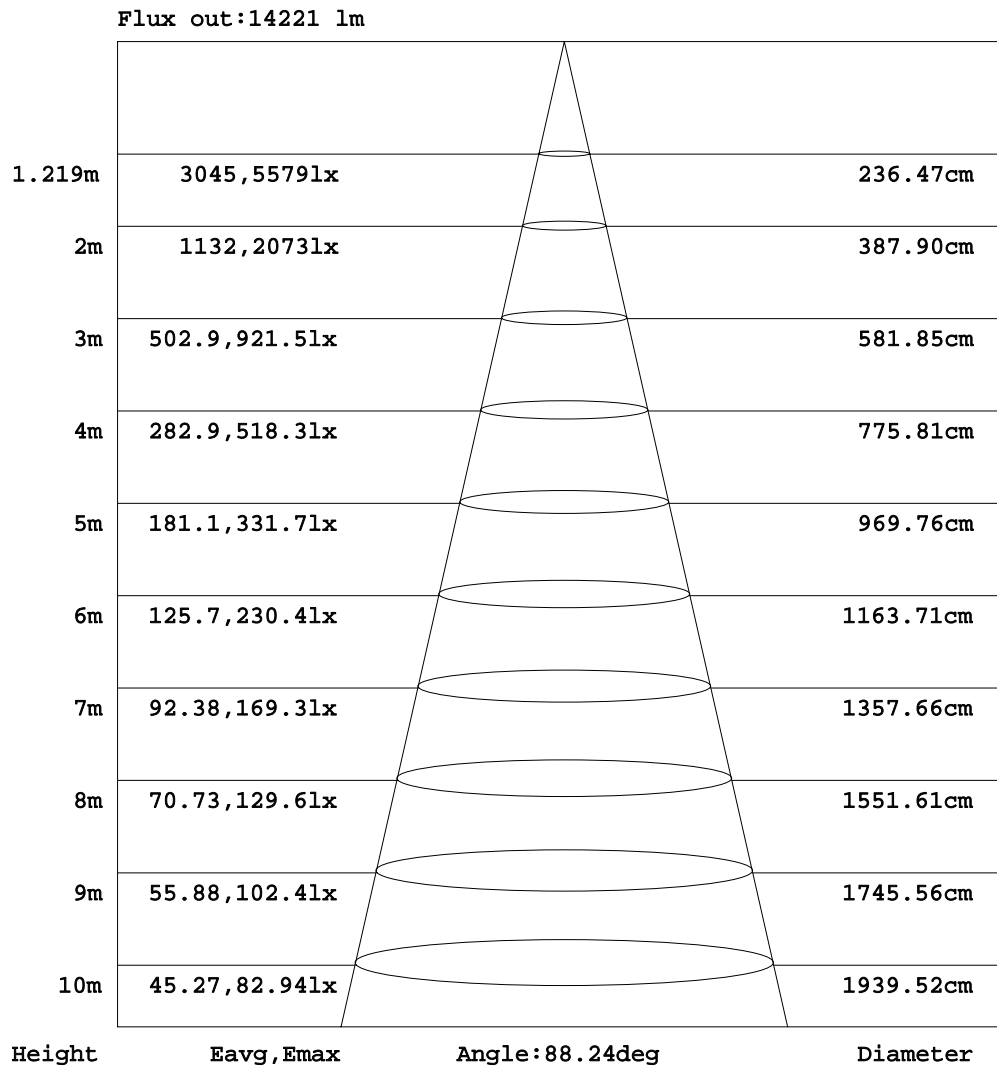 Flux out:14221 lm
1.219m 3045,5579lx 236.47cm
2m 1132,2073lx 387.90cm
3m 502.9,921.5lx 581.85cm
4m 282.9,518.3lx 775.81cm
5m 181.1,331.7lx 969.76cm
6m 125.7,230.4lx 1163.71cm
7m 92.38,169.3lx 1357.66cm
8m 70.73,129.6lx 1551.61cm
9m 55.88,102.4lx 1745.56cm
10m 45.27,82.94lx 1939.52cm
Height Eavg,Emax Angle:88.24deg Diameter